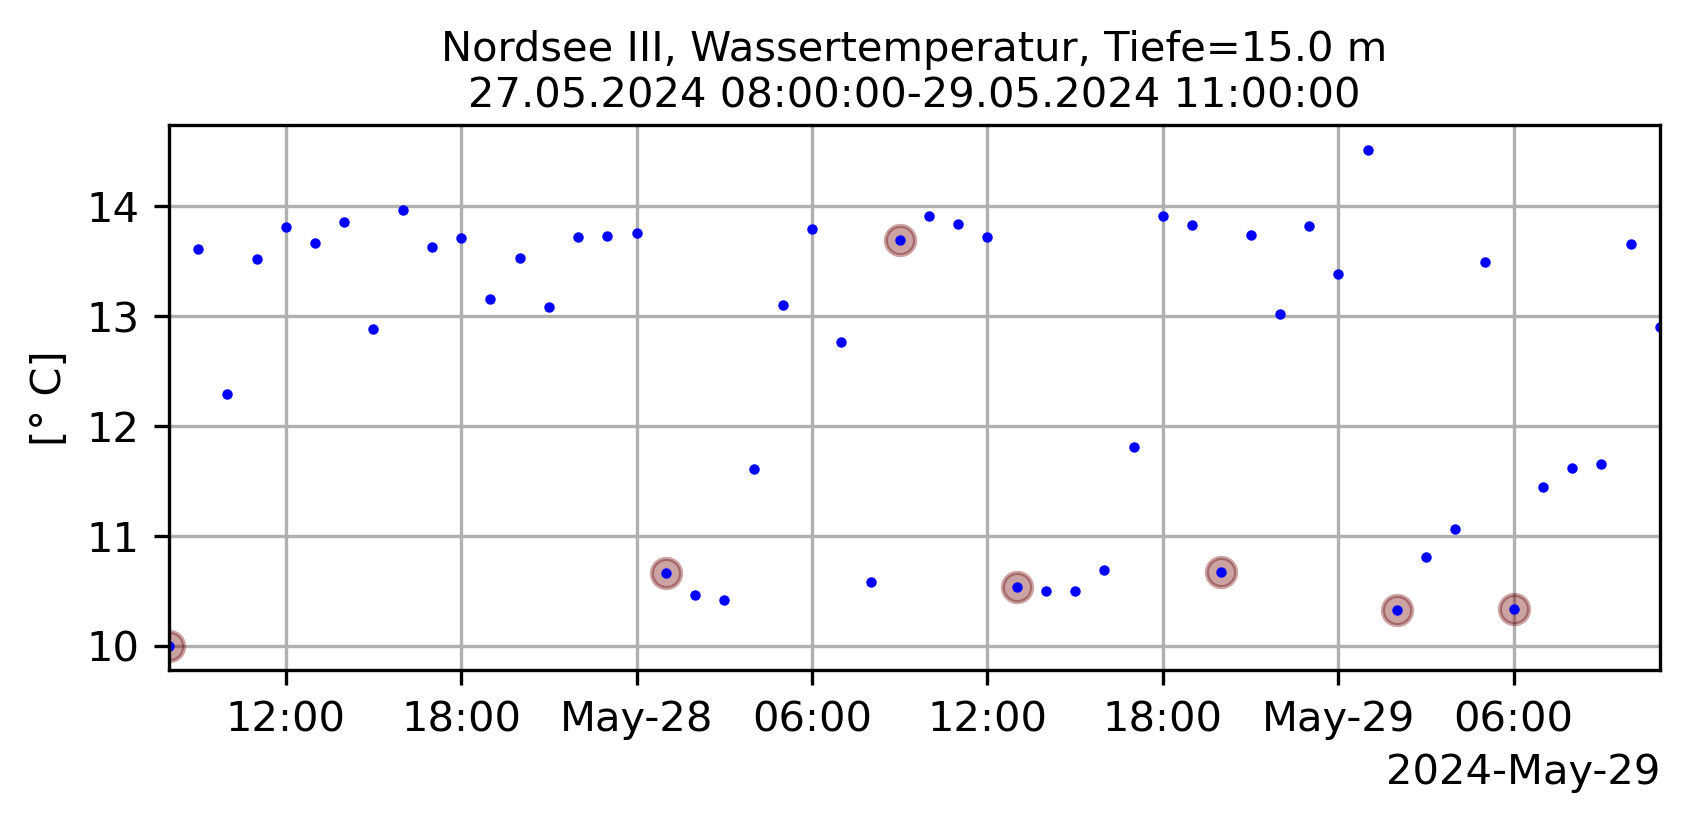 Nordsee III, Wassertemperatur, Tiefe=15.0 m
27.05.2024 08:00:00-29.05.2024 11:00:00
[° C]
14
13
12
11
10
12:00 18:00 May-28 06:00 12:00 18:00 May-29 06:00
2024-May-29